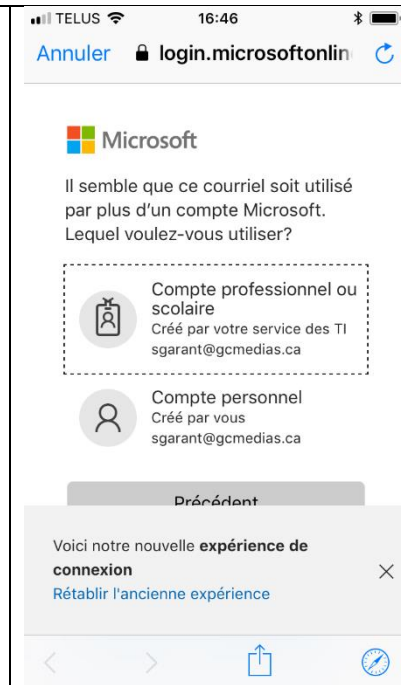 TELUS 16:46
Annuler login.microsoftonlin
Microsoft
Il semble que ce courriel soit utilisé
par plus d'un compte Microsoft.
Lequel voulez-vous utiliser?
Compte professionnel ou
scolaire
Créé par votre service des TI
sgarant@gcmedias.ca
Compte personnel
Créé par vous
sgarant@gcmedias.ca
Précédent
Voici notre nouvelle expérience de
connexion
Rétablir l'ancienne expérience